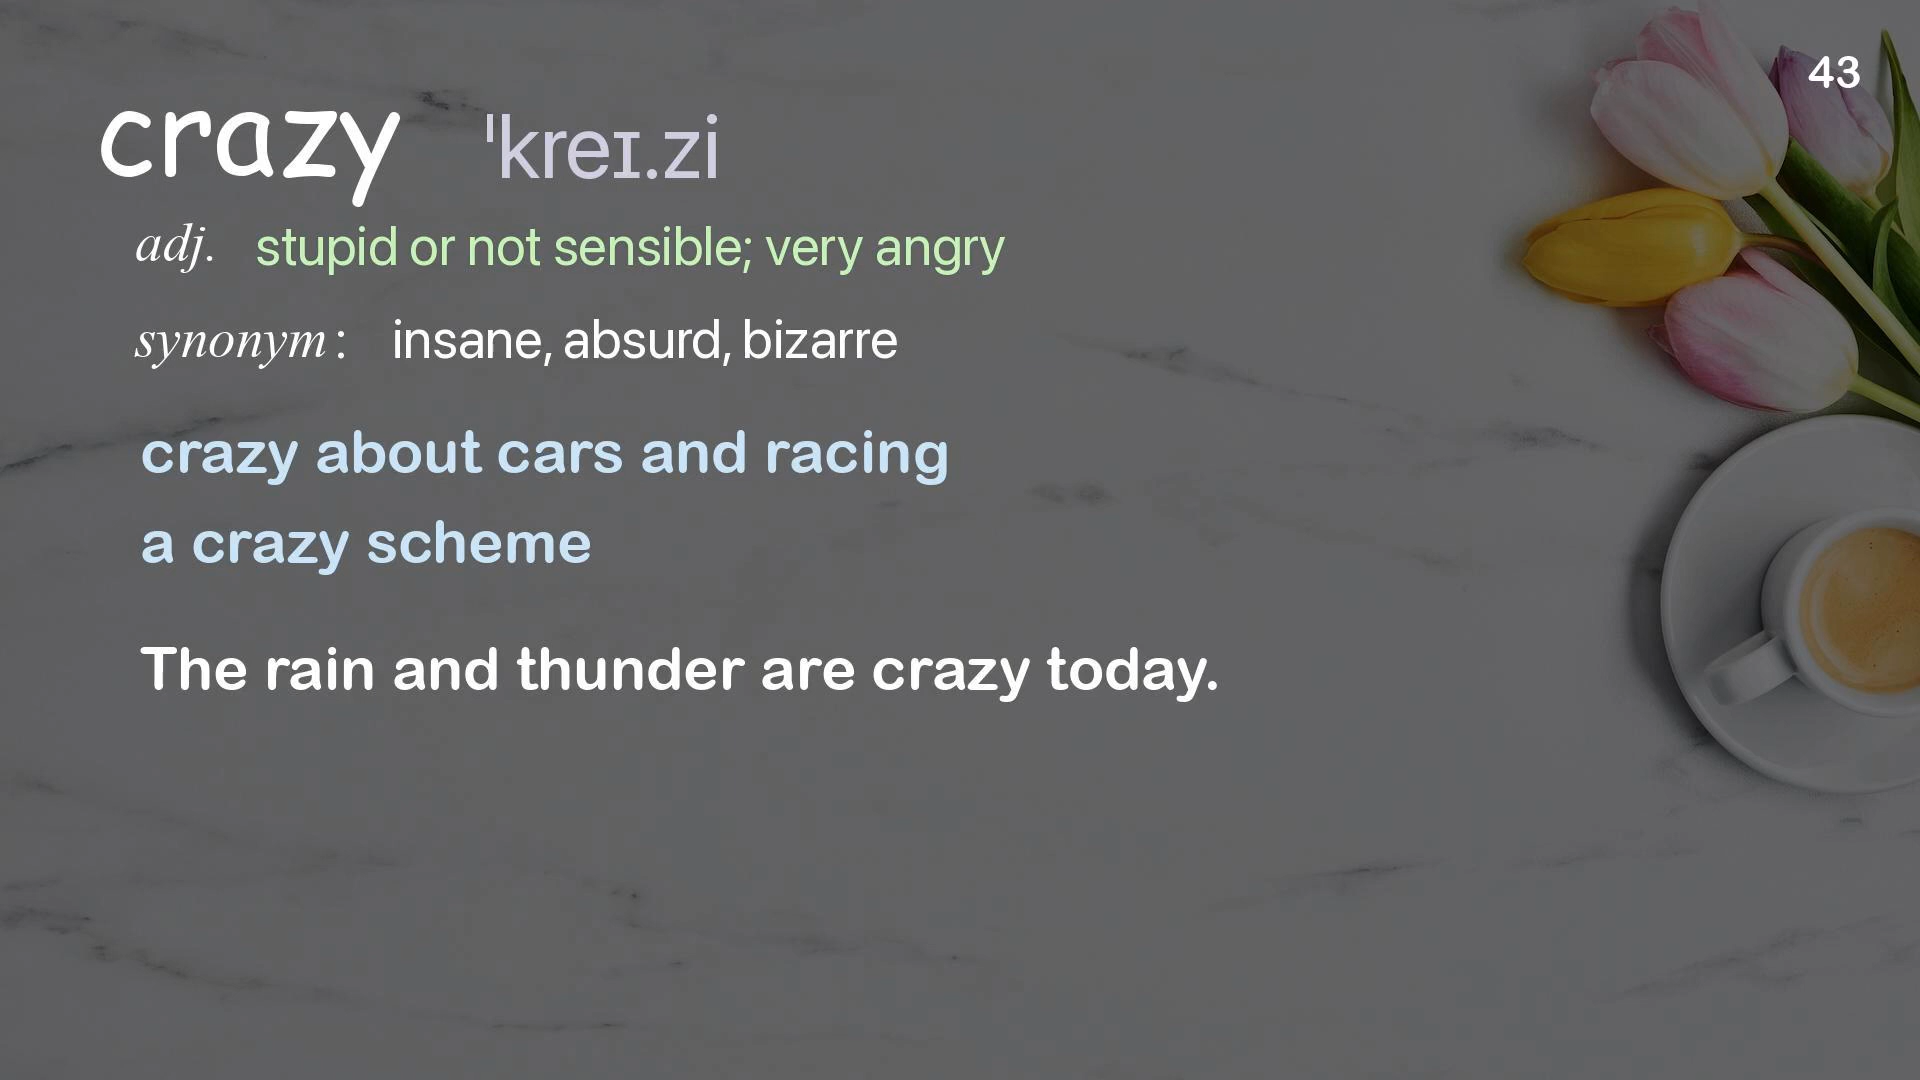 43
crazy ˈkreɪ.zi
adj. stupid or not sensible; very angry
synonym: insane, absurd, bizarre
crazy about cars and racing
a crazy scheme
The rain and thunder are crazy today.